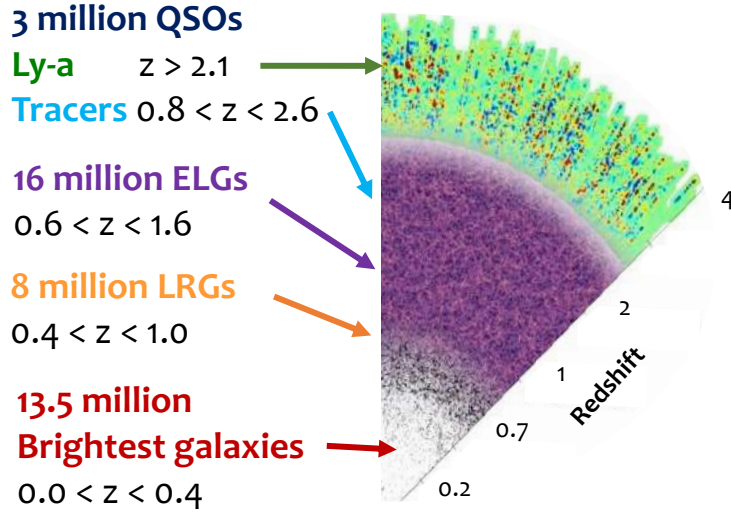 3 million QSOs
Ly-a z > 2.1
Tracers 0.8 < z < 2.6
16 million ELGs
0.6 < z < 1.6
8 million LRGs
0.4 < z < 1.0
13.5 million
Brightest galaxies
0.0 < z < 0.4
4
2
1
0.7
0.2
Redshift